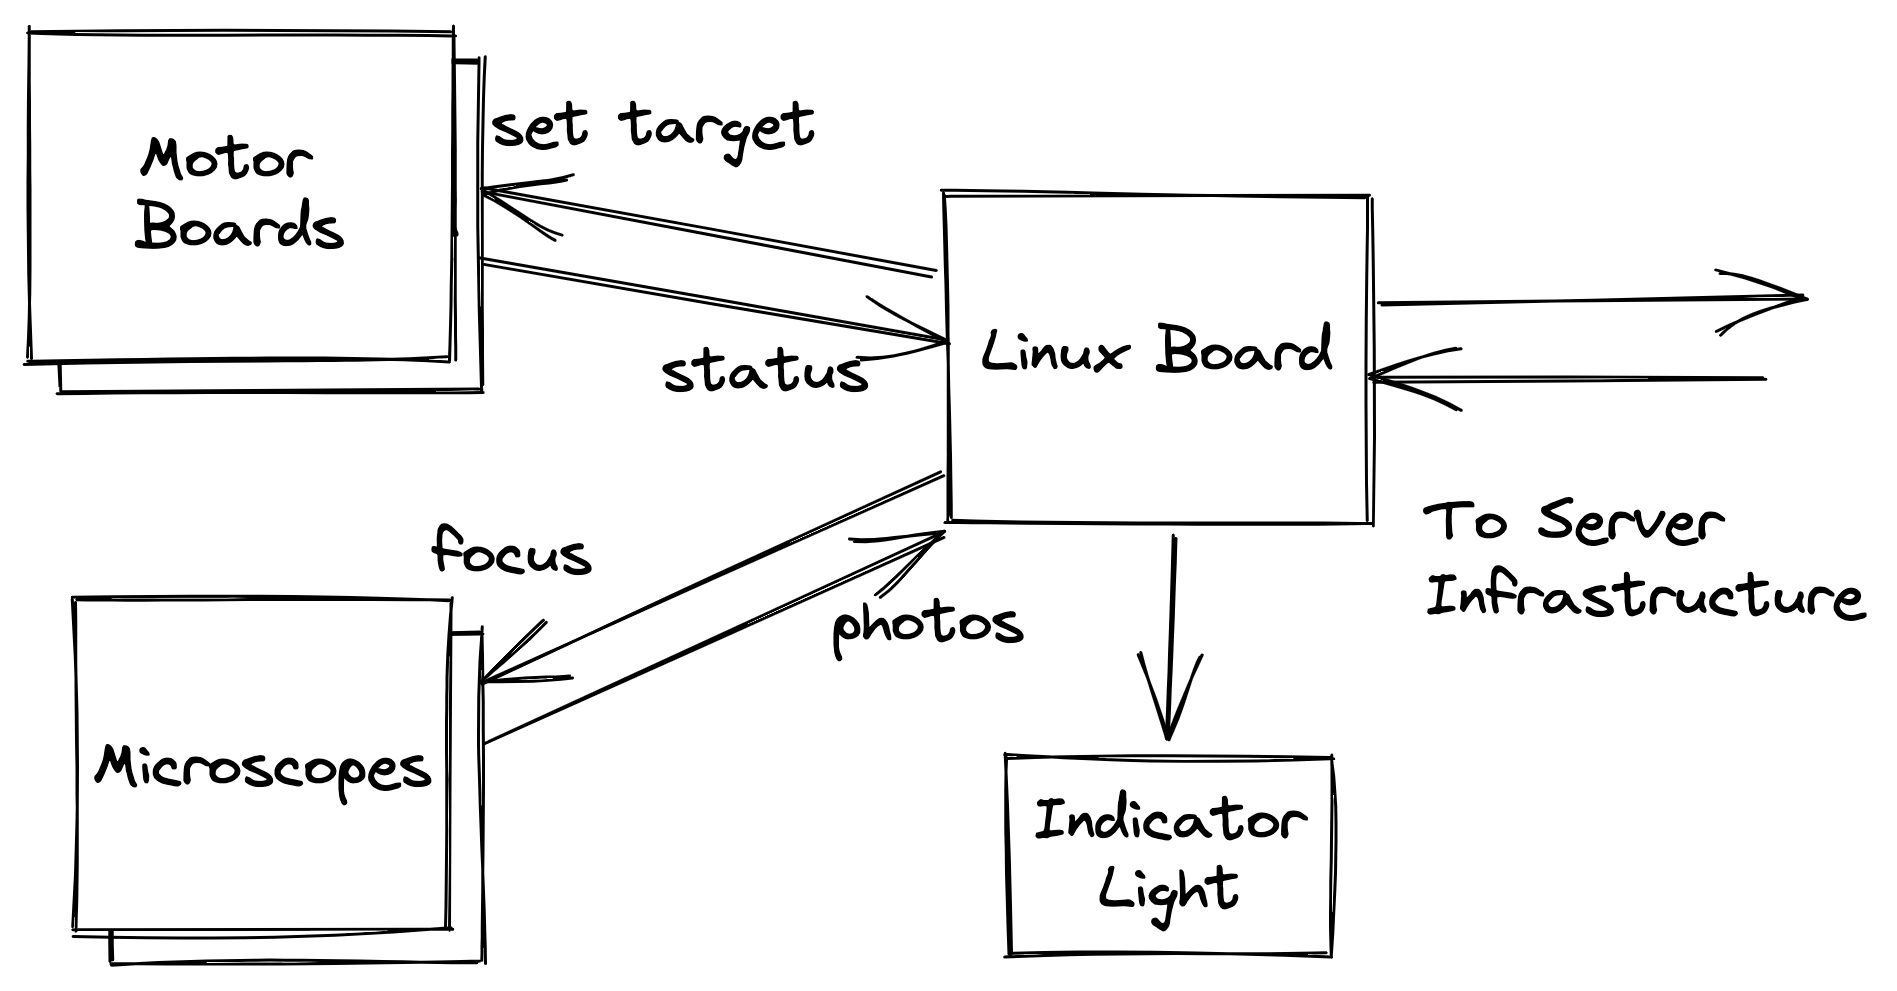 Motor
Boards
set target
status
Linux Board
To Server
Infrastructure
focus
photos
Microscopes
Indicator
Light